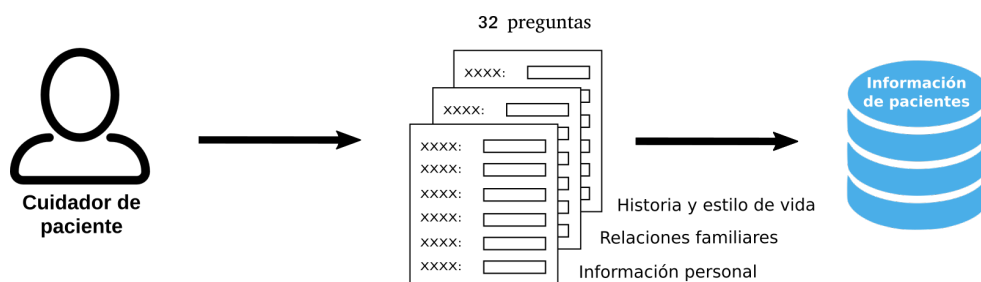 32 preguntas
xxxx:
xxxx:
xxxx:
xxxx:
xxxx:
xxxx:
xxxx:
xxxx:
Cuidador de
paciente
Historia y estilo de vida
Relaciones familiares
Información personal
Información
de pacientes